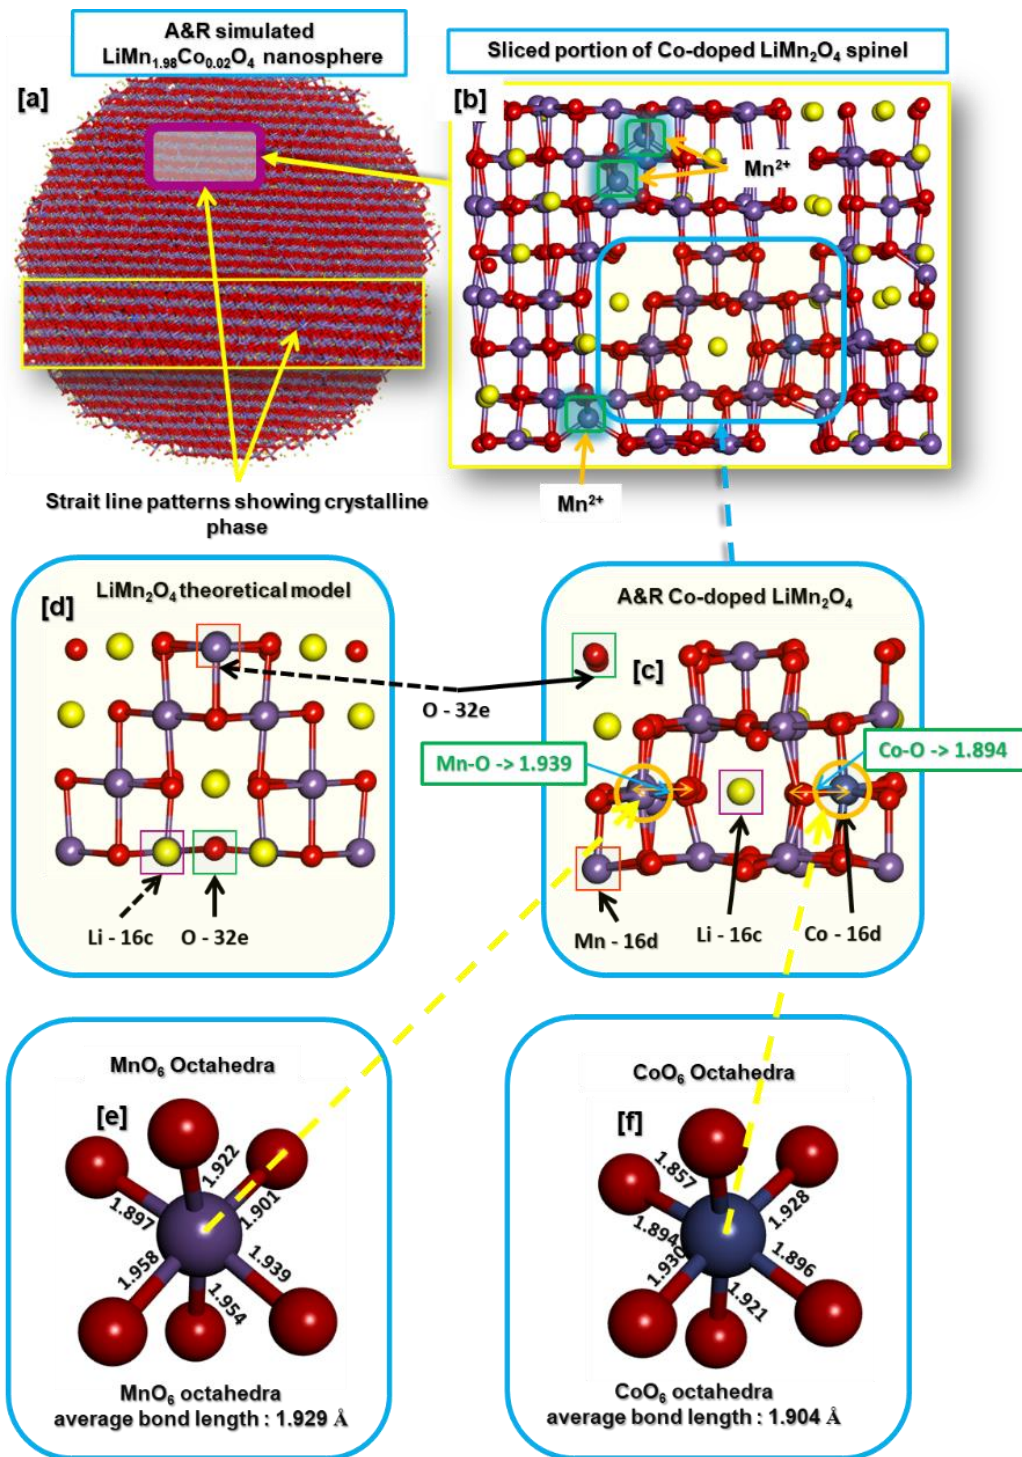 A&R simulated
LiMn1.98Co0.02O4 nanosphere
Sliced portion of Co-doped LiMn2O4 spinel
[a]
[b]
Mn2+
Strait line patterns showing crystalline
phase
Mn2+
LiMn2O4 theoretical model
[d]
A&R Co-doped LiMn2O4
[c]
O - 32e
Mn-O -> 1.939
Co-O -> 1.894
Li - 16c
O - 32e
Mn - 16d
Li - 16c
Co - 16d
MnO6 Octahedra
[e]
1.922
1.901
1.897
1.958
1.939
1.954
MnO6 octahedra
average bond length : 1.929 Å
CoO6 Octahedra
[f]
1.857
1.928
1.894
1.930
1.896
1.921
CoO6 octahedra
average bond length : 1.904 Å